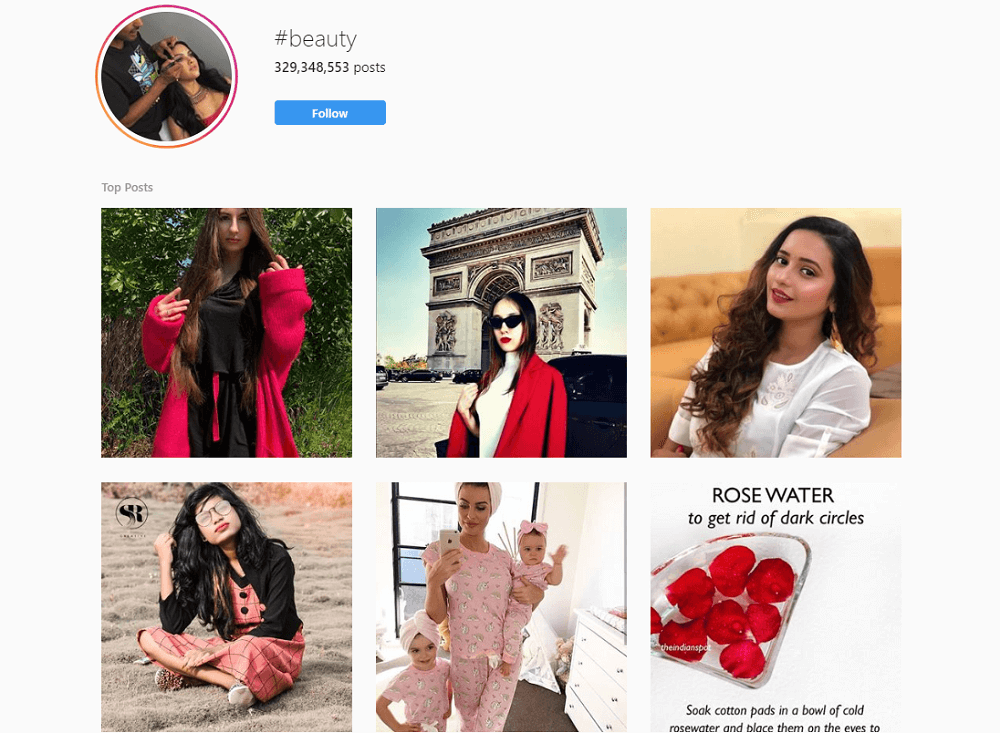 #beauty
329,348,553 posts
Follow
Top Posts
SR
ROSE WATER
to get rid of dark circles
theindianspot
Soak cotton pads in a bowl of cold
rosewater and place them on the eyes to